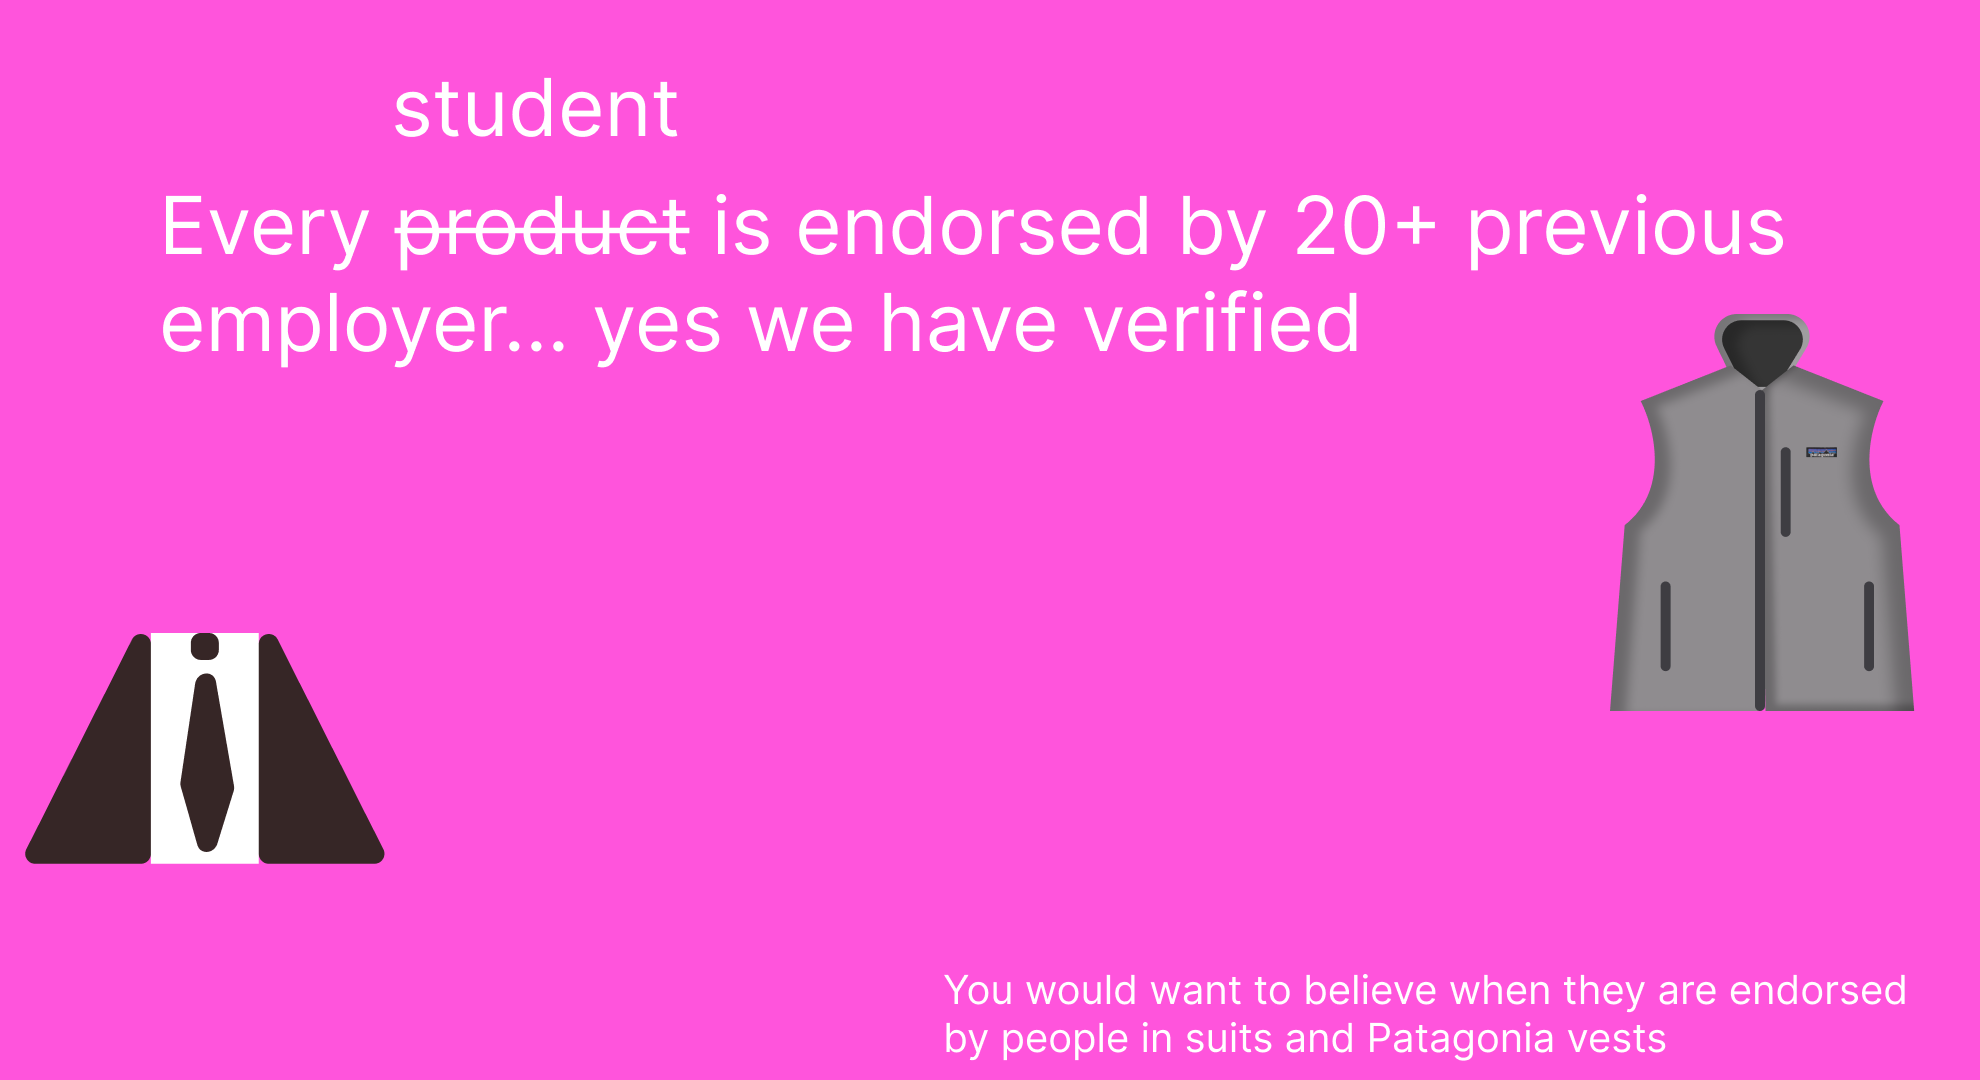 student
Every product is endorsed by 20+ previous
employer... yes we have verified
patagonia
You would want to believe when they are endorsed
by people in suits and Patagonia vests